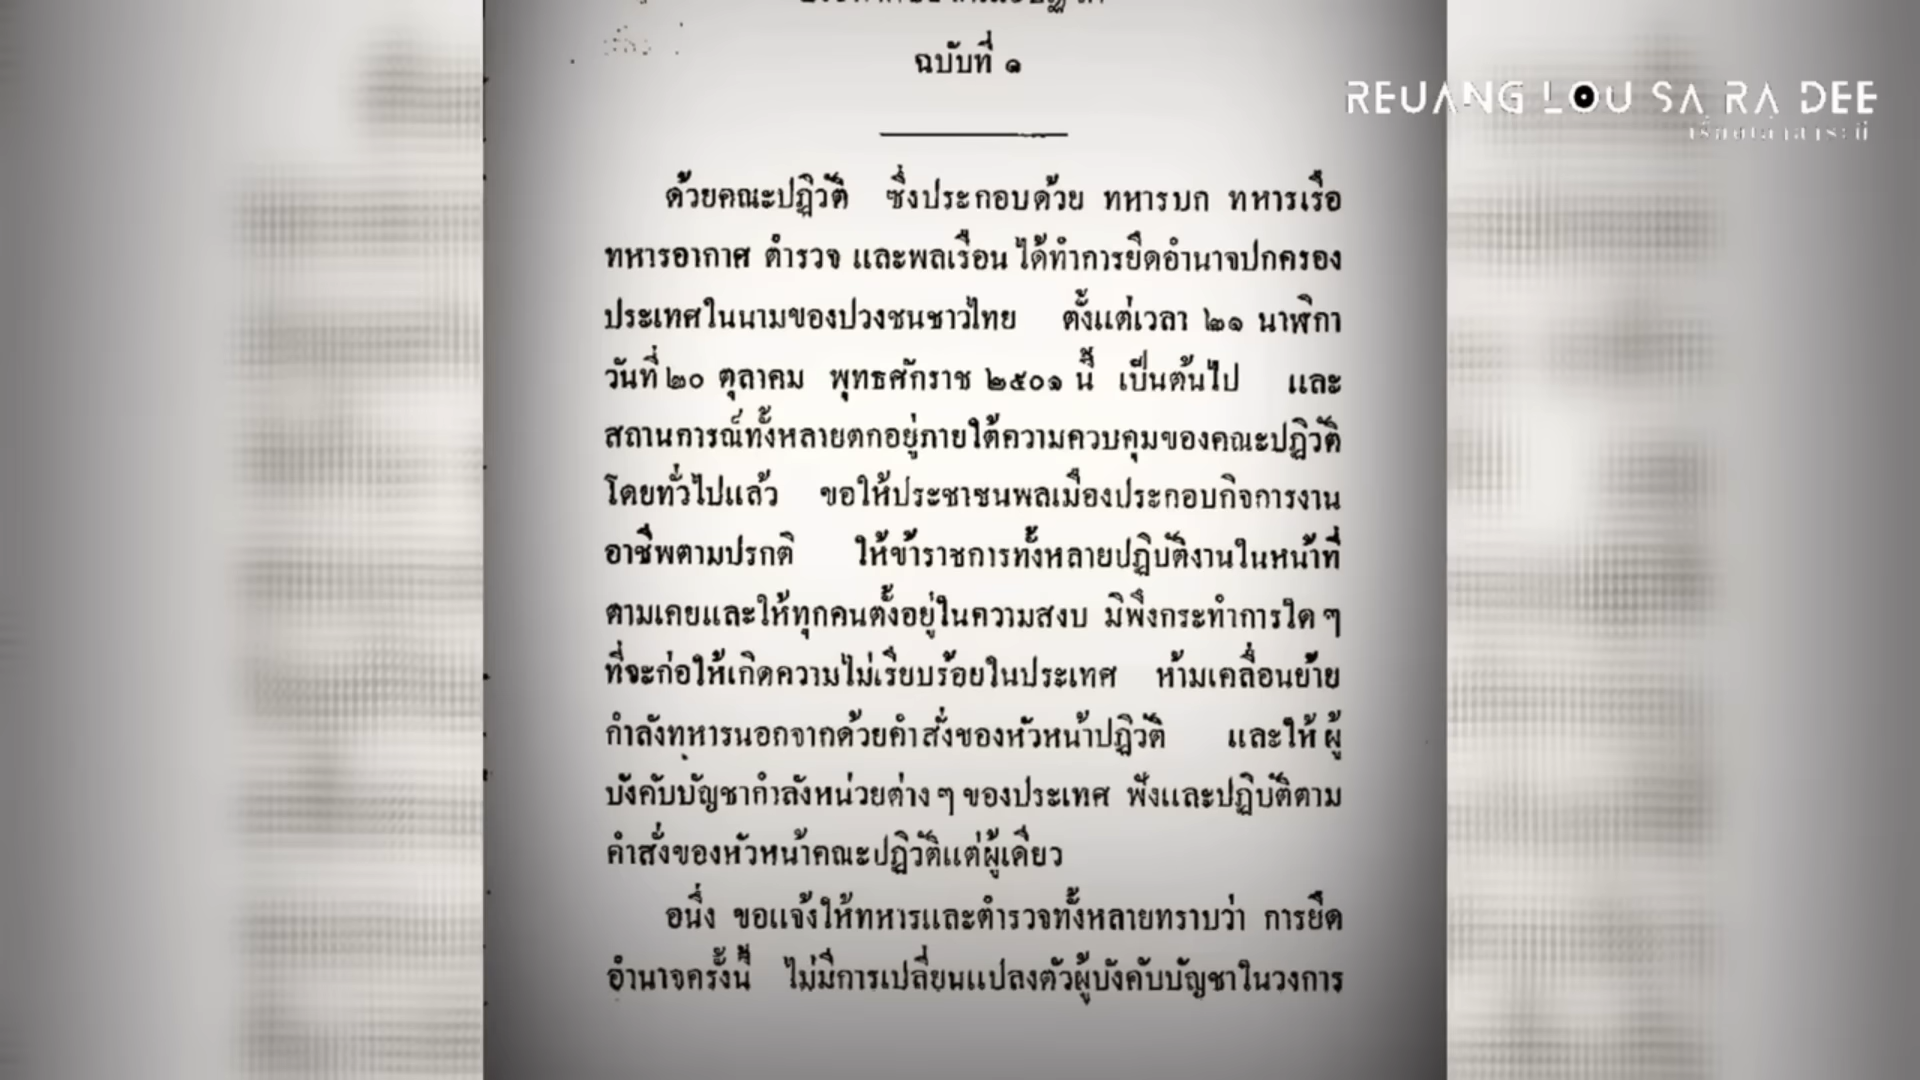 ฉบับที่ ๑
REUANG LOU SA RA DEE
เรื่องเล่าสาระดี
ด้วยคณะปฏิวัติ ซึ่งประกอบด้วย ทหารบก ทหารเรือ
ทหารอากาศ ตำรวจ และพลเรือน ได้ทำการยึดอำนาจปกครอง
ประเทศในนามของปวงชนชาวไทย ตั้งแต่เวลา ๒๑ นาฬิกา
วันที่ ๒๐ ตุลาคม พุทธศักราช ๒๕๐๑ นี้ เป็นต้นไป และ
สถานการณ์ทั้งหลายตกอยู่ภายใต้ความควบคุมของคณะปฏิวัติ
โดยทั่วไปแล้ว ขอให้ประชาชนพลเมืองประกอบกิจการงาน
อาชีพตามปรกติ ให้ข้าราชการทั้งหลายปฏิบัติงานในหน้าที่
ตามเคยและให้ทุกคนตั้งอยู่ในความสงบ มิพึงกระทำการใด ๆ
ที่จะก่อให้เกิดความไม่เรียบร้อยในประเทศ ห้ามเคลื่อนย้าย
กำลังทหารนอกจากด้วยคำสั่งของหัวหน้าปฏิวัติ และให้ ผู้
บังคับบัญชากำลังหน่วยต่าง ๆ ของประเทศ ฟังและปฏิบัติตาม
คำสั่งของหัวหน้าคณะปฏิวัติแต่ผู้เดียว
อนึ่ง ขอแจ้งให้ทหารและตำรวจทั้งหลายทราบว่า การยึด
อำนาจครั้งนี้ ไม่มีการเปลี่ยนแปลงตัวผู้บังคับบัญชาในวงการ